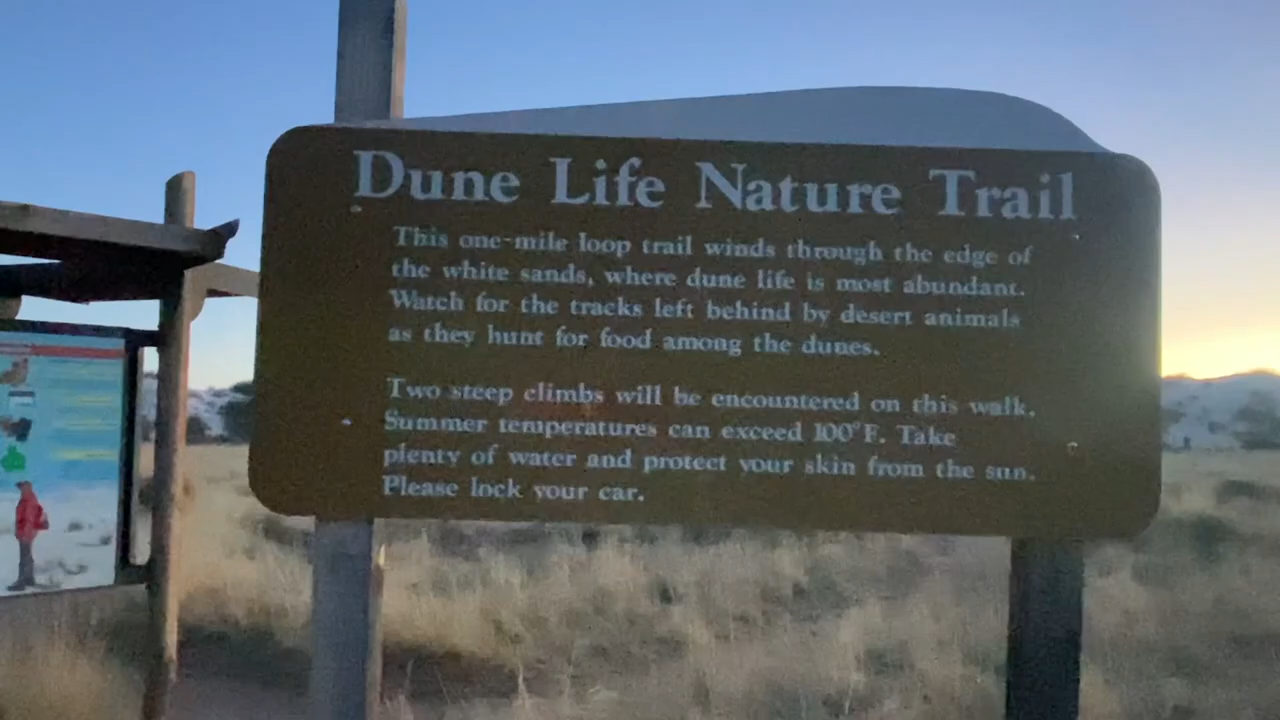 Dune Life Nature Trail
This one-mile loop trail winds through the edge of
the white sands, where dune life is most abundant.
Watch for the tracks left behind by desert animals
as they hunt for food among the dunes.
Two steep climbs will be encountered on this walk.
Summer temperatures can exceed 100°F. Take
plenty of water and protect your skin from the sun.
Please lock your car.